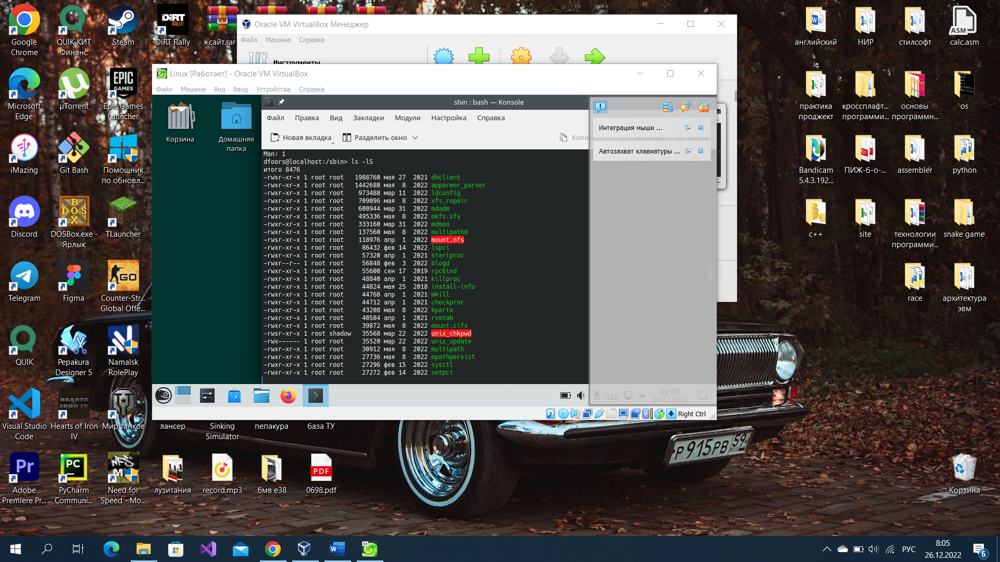 Google
Chrome
QUIK КИТ
Финанс
Steam
DiRT Rally
сайт.rar
Microsoft
Edge
µTorrent
Epic Games
Launcher
iMazing
Git Bash
Помощник
по обновл...
Discord
DOSBox.exe -
Ярлык
TLauncher
Telegram
Figma
Counter-Str...
Global Offe...
QUIK
Pepakura
Designer 5
Namalsk
RolePlay
Visual Studio
Code
Hearts of Iron
IV
Мир танков
лансер
Sinking
Simulator
пепакура
база ТУ
Adobe
Premiere Pr...
PyCharm
Communi...
Need for
Speed - Mo...
лузитания
record.mp3
бмв е38
0698.pdf
Oracle VM VirtualBox Менеджер
Файл Машина Справка
Инструменты
Linux [Работает] - Oracle VM VirtualBox
Файл Машина Вид Ввод Устройства Справка
Корзина
Домашняя
папка
sbin : bash — Konsole
Файл Правка Вид Закладки Модули Настройка Справка
Новая вкладка Разделить окно
Интеграция мыши ...
Автозахват клавиатуры ...
Man: 1
dfoors@localhost:/sbin> ls -lS
итого 8476
-rwxr-xr-x 1 root root 1988760 мая 27 2021 dhclient
-rwxr-xr-x 1 root root 1442680 мая 8 2022 apparmor_parser
-rwxr-xr-x 1 root root 973488 мар 11 2022 ldconfig
-rwxr-xr-x 1 root root 709096 мая 8 2022 xfs_repair
-rwxr-xr-x 1 root root 600944 мар 31 2022 mdadm
-rwxr-xr-x 1 root root 495336 мая 8 2022 mkfs.xfs
-rwxr-xr-x 1 root root 333160 мар 31 2022 mdmon
-rwxr-xr-x 1 root root 137560 мая 8 2022 multipathd
-rwsr-xr-x 1 root root 118976 апр 1 2022 mount.nfs
-rwxr-xr-x 1 root root 86432 фев 14 2022 lspci
-rwxr-xr-x 1 root root 57320 апр 1 2021 startproc
-rwxr--r-- 1 root root 56848 фев 3 2022 blogd
-rwxr-xr-x 1 root root 55600 сен 17 2019 rpcbind
-rwxr-xr-x 1 root root 48840 апр 1 2021 killproc
-rwxr-xr-x 1 root root 44824 мая 25 2018 install-info
-rwxr-xr-x 1 root root 44768 апр 1 2021 mkill
-rwxr-xr-x 1 root root 44712 апр 1 2021 checkproc
-rwxr-xr-x 1 root root 43208 мая 8 2022 kpartx
-rwxr-xr-x 1 root root 40584 апр 1 2021 rvmtab
-rwxr-xr-x 1 root root 39872 мая 8 2022 mount.cifs
-rwsr-xr-x 1 root shadow 35568 мар 22 2022 unix_chkpwd
-rwx------ 1 root root 35520 мар 22 2022 unix_update
-rwxr-xr-x 1 root root 30912 мая 8 2022 multipath
-rwxr-xr-x 1 root root 27736 мая 8 2022 mpathpersist
-rwxr-xr-x 1 root root 27296 фев 15 2022 sysctl
-rwxr-xr-x 1 root root 27272 фев 14 2022 setpci
us
08:05
26.12.2022
Right Ctrl
английский
НИР
стилсофт
calc.asm
практика
проджект
кроссплафт...
программи...
основы
программн...
os
Bandicam
5.4.3.192...
ПИЖ-6-о-...
assembler
python
c++
site
технологии
программи...
snake game
race
архитектура
эвм
Корзина
Р915РВ 59
RUS
РУС
8:05
26.12.2022
6